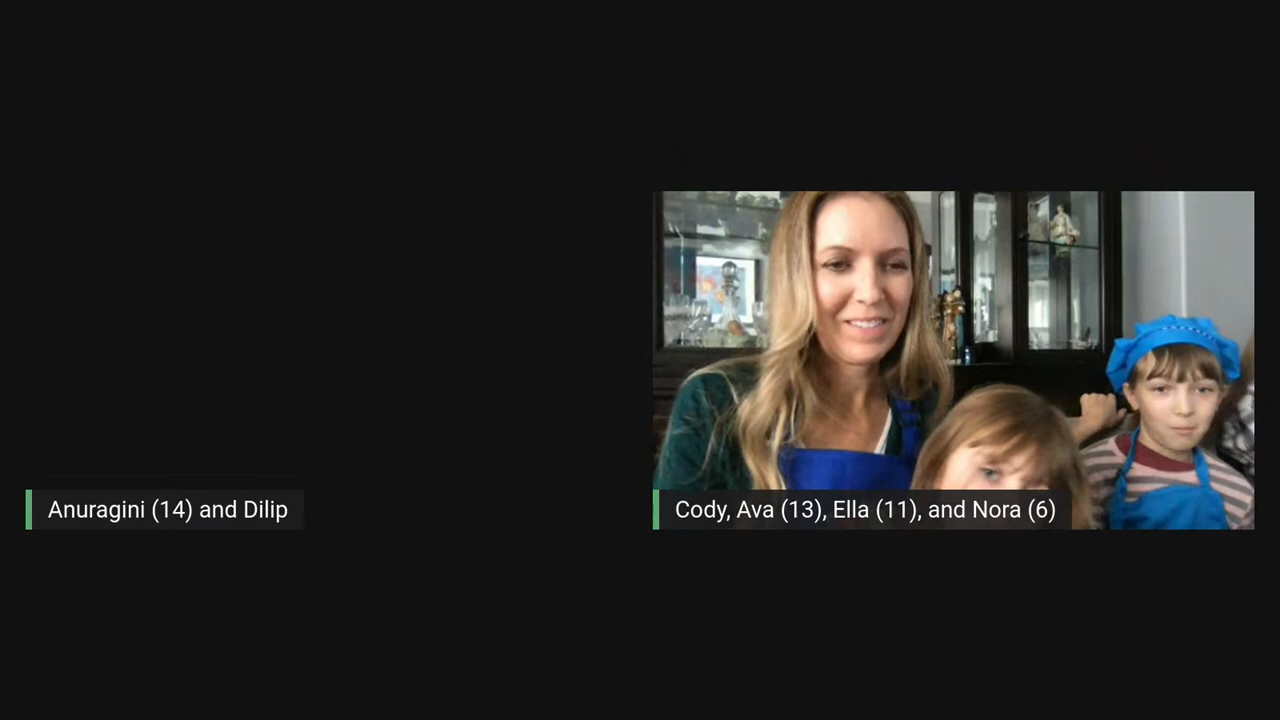 Anuragini (14) and Dilip
Cody, Ava (13), Ella (11), and Nora (6)